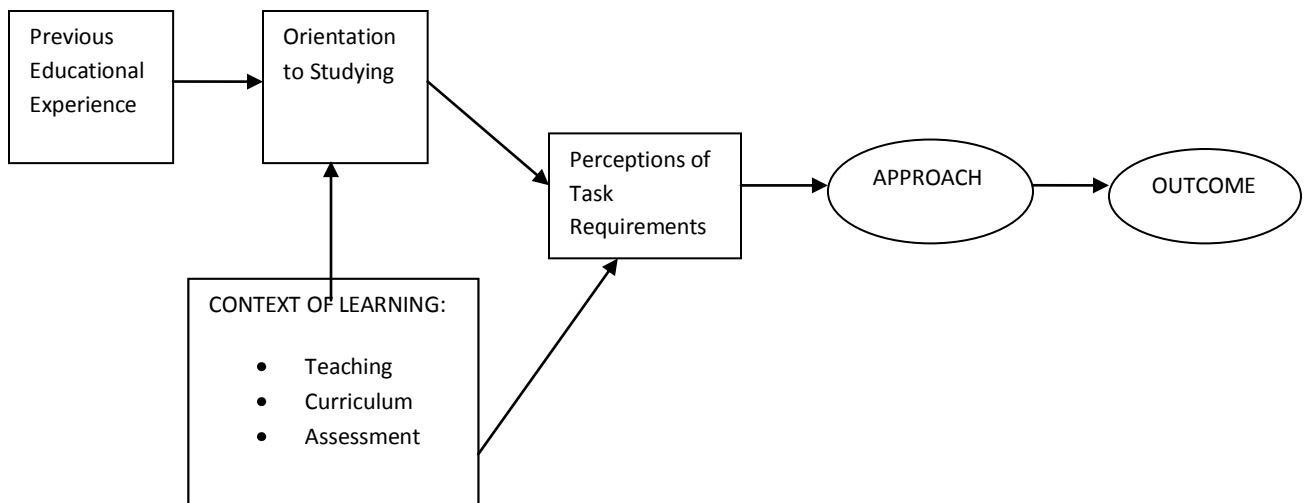 Previous
Educational
Experience
Orientation
to Studying
Perceptions of
Task
Requirements
APPROACH
OUTCOME
CONTEXT OF LEARNING:
• Teaching
• Curriculum
• Assessment